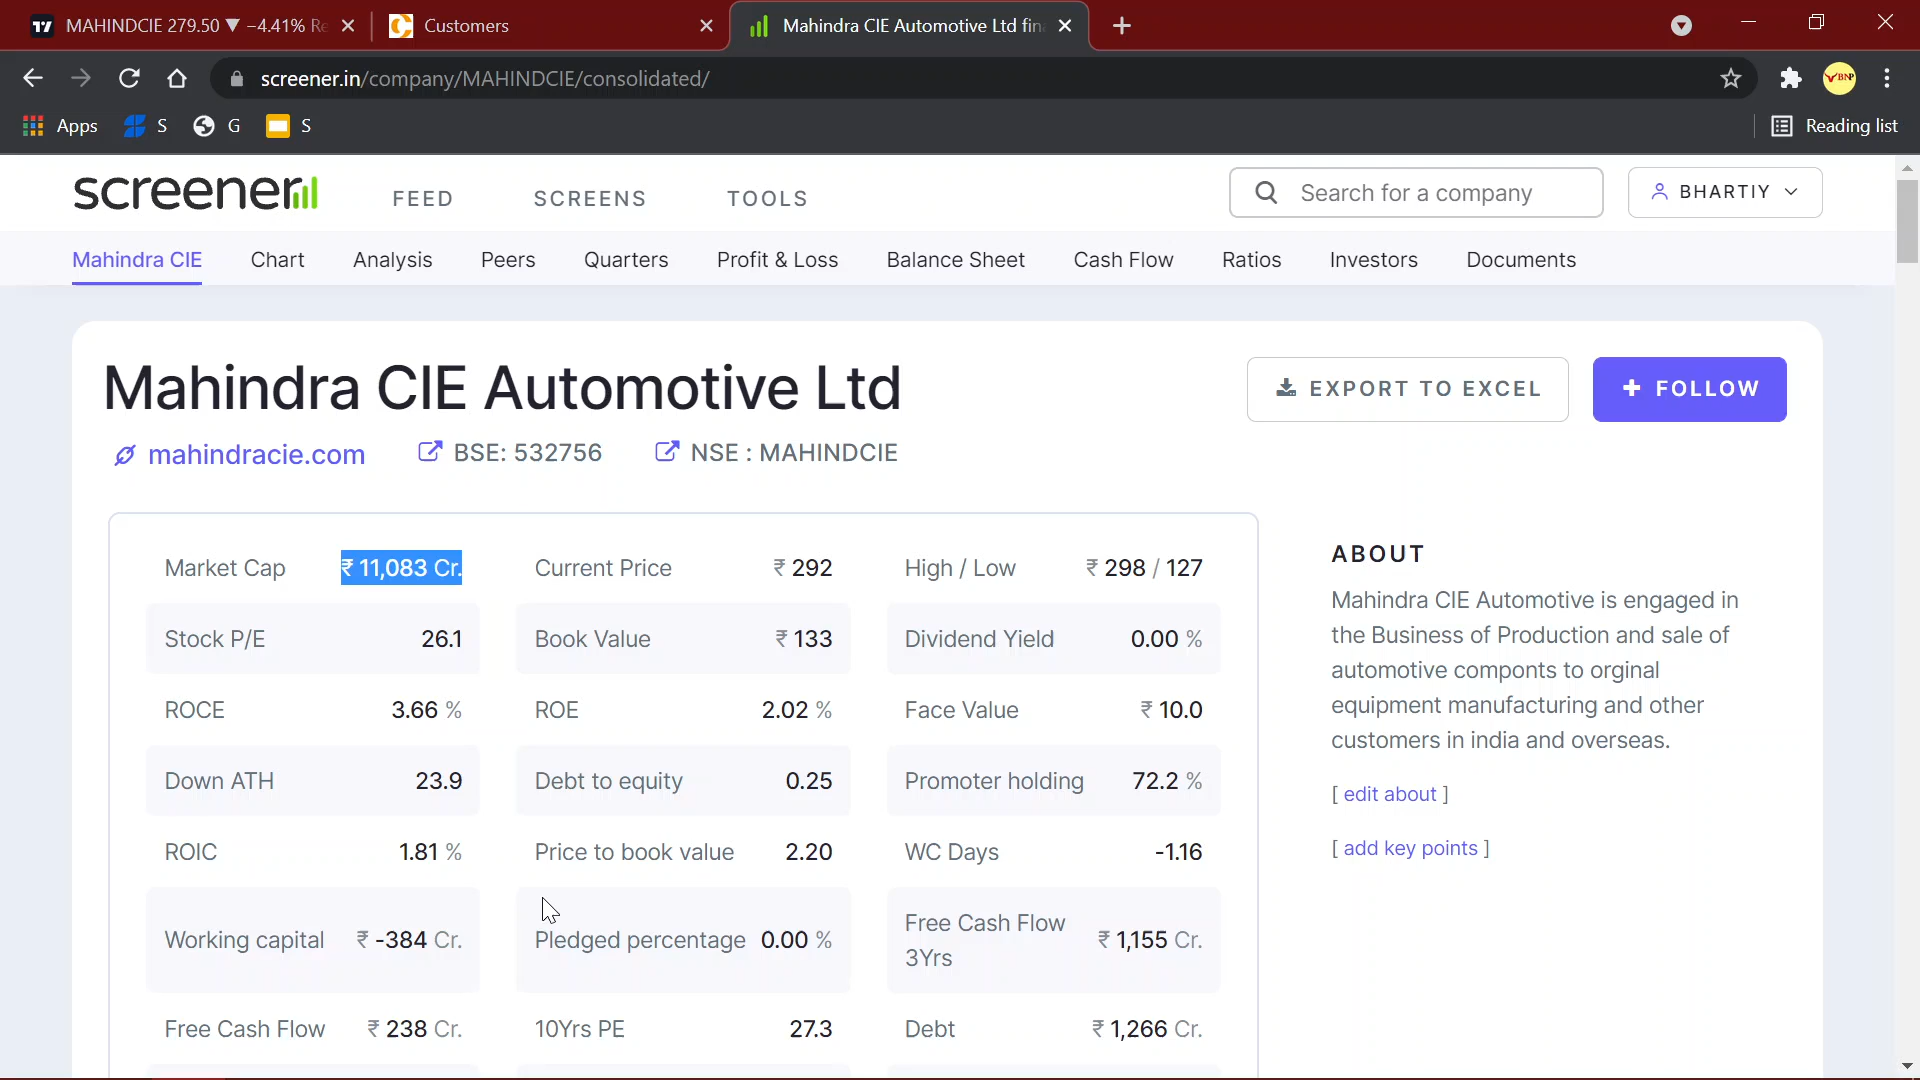 MAHINDCIE 279.50 ▼ −4.41%
Customers
Mahindra CIE Automotive Ltd fin
screener.in/company/MAHINDCIE/consolidated/
BNP
Apps
S
G
S
Reading list
screener
FEED
SCREENS
TOOLS
Search for a company
BHARTIY
Mahindra CIE
Chart
Analysis
Peers
Quarters
Profit & Loss
Balance Sheet
Cash Flow
Ratios
Investors
Documents
Mahindra CIE Automotive Ltd
EXPORT TO EXCEL
+ FOLLOW
mahindracie.com
BSE: 532756
NSE : MAHINDCIE
Market Cap ₹ 11,083 Cr.
Current Price ₹ 292
High / Low ₹ 298 / 127
Stock P/E 26.1
Book Value ₹ 133
Dividend Yield 0.00 %
ROCE 3.66 %
ROE 2.02 %
Face Value ₹ 10.0
Down ATH 23.9
Debt to equity 0.25
Promoter holding 72.2 %
ROIC 1.81 %
Price to book value 2.20
WC Days -1.16
Working capital ₹ -384 Cr.
Pledged percentage 0.00 %
Free Cash Flow
3Yrs
₹ 1,155 Cr.
Free Cash Flow ₹ 238 Cr.
10Yrs PE 27.3
Debt ₹ 1,266 Cr.
ABOUT
Mahindra CIE Automotive is engaged in
the Business of Production and sale of
automotive componts to orginal
equipment manufacturing and other
customers in india and overseas.
[ edit about ]
[ add key points ]